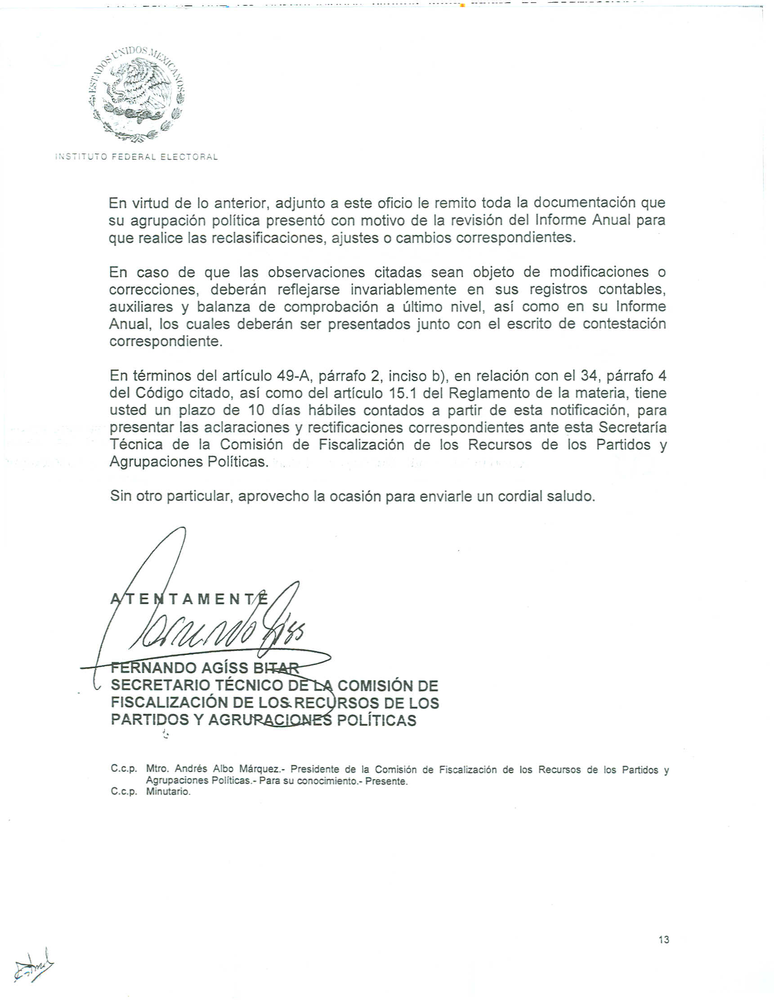 ESTADOS UNIDOS MEXICANOS
INSTITUTO FEDERAL ELECTORAL
En virtud de lo anterior, adjunto a este oficio le remito toda la documentación que
su agrupación política presentó con motivo de la revisión del Informe Anual para
que realice las reclasificaciones, ajustes o cambios correspondientes.
En caso de que las observaciones citadas sean objeto de modificaciones o
correcciones, deberán reflejarse invariablemente en sus registros contables,
auxiliares y balanza de comprobación a último nivel, así como en su Informe
Anual, los cuales deberán ser presentados junto con el escrito de contestación
correspondiente.
En términos del artículo 49-A, párrafo 2, inciso b), en relación con el 34, párrafo 4
del Código citado, así como del artículo 15.1 del Reglamento de la materia, tiene
usted un plazo de 10 días hábiles contados a partir de esta notificación, para
presentar las aclaraciones y rectificaciones correspondientes ante esta Secretaría
Técnica de la Comisión de Fiscalización de los Recursos de los Partidos y
Agrupaciones Políticas.
Sin otro particular, aprovecho la ocasión para enviarle un cordial saludo.
A T E N T A M E N T E
FERNANDO AGÍSS BITAR
SECRETARIO TÉCNICO DE LA COMISIÓN DE
FISCALIZACIÓN DE LOS RECURSOS DE LOS
PARTIDOS Y AGRUPACIONES POLÍTICAS
C.c.p. Mtro. Andrés Albo Márquez.- Presidente de la Comisión de Fiscalización de los Recursos de los Partidos y
Agrupaciones Políticas.- Para su conocimiento.- Presente.
C.c.p. Minutario.
13